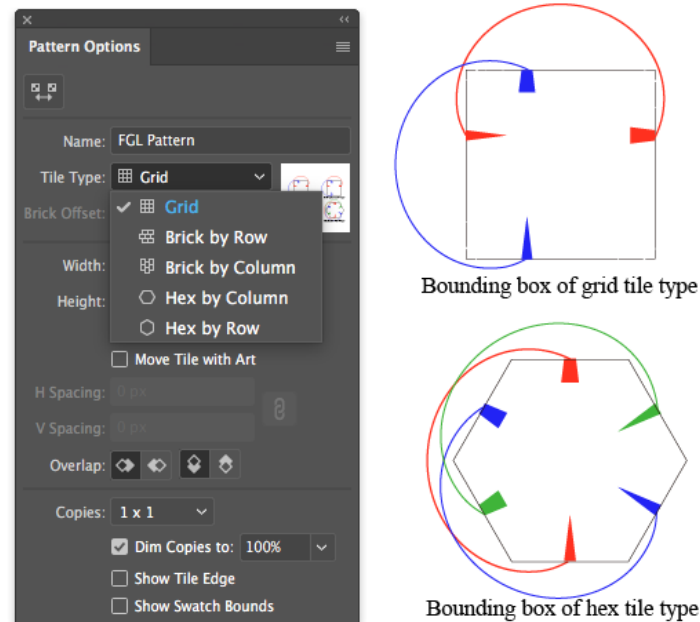 Pattern Options
Name: FGL Pattern
Tile Type: Grid
Brick Offset:
Grid
Brick by Row
Brick by Column
Hex by Column
Hex by Row
Width:
Height:
Move Tile with Art
H Spacing: 0 px
V Spacing: 0 px
Overlap:
Copies: 1 x 1
Dim Copies to: 100%
Show Tile Edge
Show Swatch Bounds
Bounding box of grid tile type
Bounding box of hex tile type